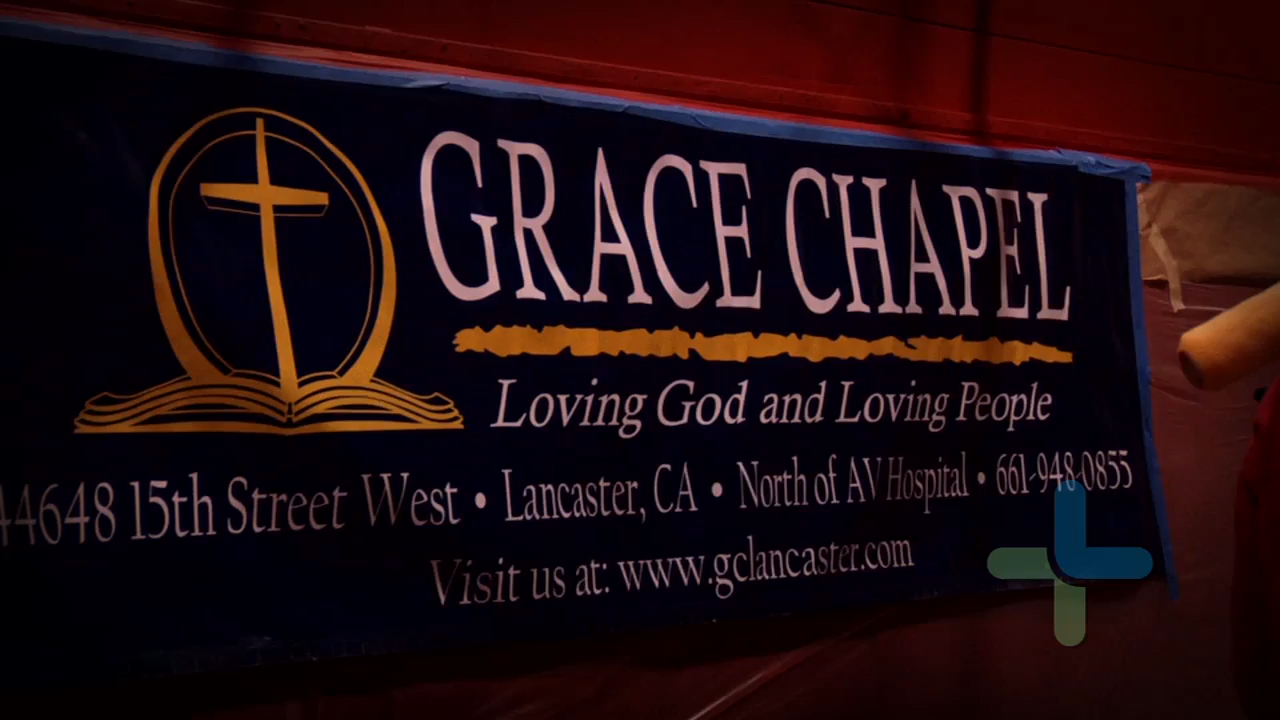 GRACE CHAPEL
Loving God and Loving People
44648 15th Street West • Lancaster, CA • North of AV Hospital • 661-948-0855
Visit us at: www.gclancaster.com